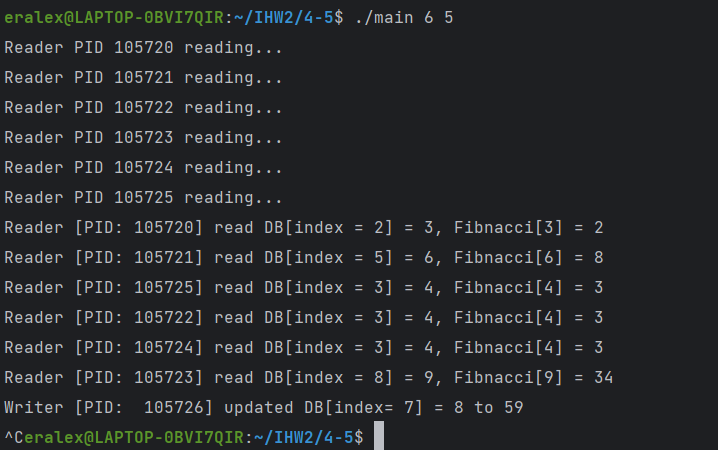 eralex@LAPTOP-0BVI7QIR:~/IHW2/4-5$ ./main 6 5
Reader PID 105720 reading...
Reader PID 105721 reading...
Reader PID 105722 reading...
Reader PID 105723 reading...
Reader PID 105724 reading...
Reader PID 105725 reading...
Reader [PID: 105720] read DB[index = 2] = 3, Fibnacci[3] = 2
Reader [PID: 105721] read DB[index = 5] = 6, Fibnacci[6] = 8
Reader [PID: 105725] read DB[index = 3] = 4, Fibnacci[4] = 3
Reader [PID: 105722] read DB[index = 3] = 4, Fibnacci[4] = 3
Reader [PID: 105724] read DB[index = 3] = 4, Fibnacci[4] = 3
Reader [PID: 105723] read DB[index = 8] = 9, Fibnacci[9] = 34
Writer [PID:  105726] updated DB[index= 7] = 8 to 59
^Ceralex@LAPTOP-0BVI7QIR:~/IHW2/4-5$